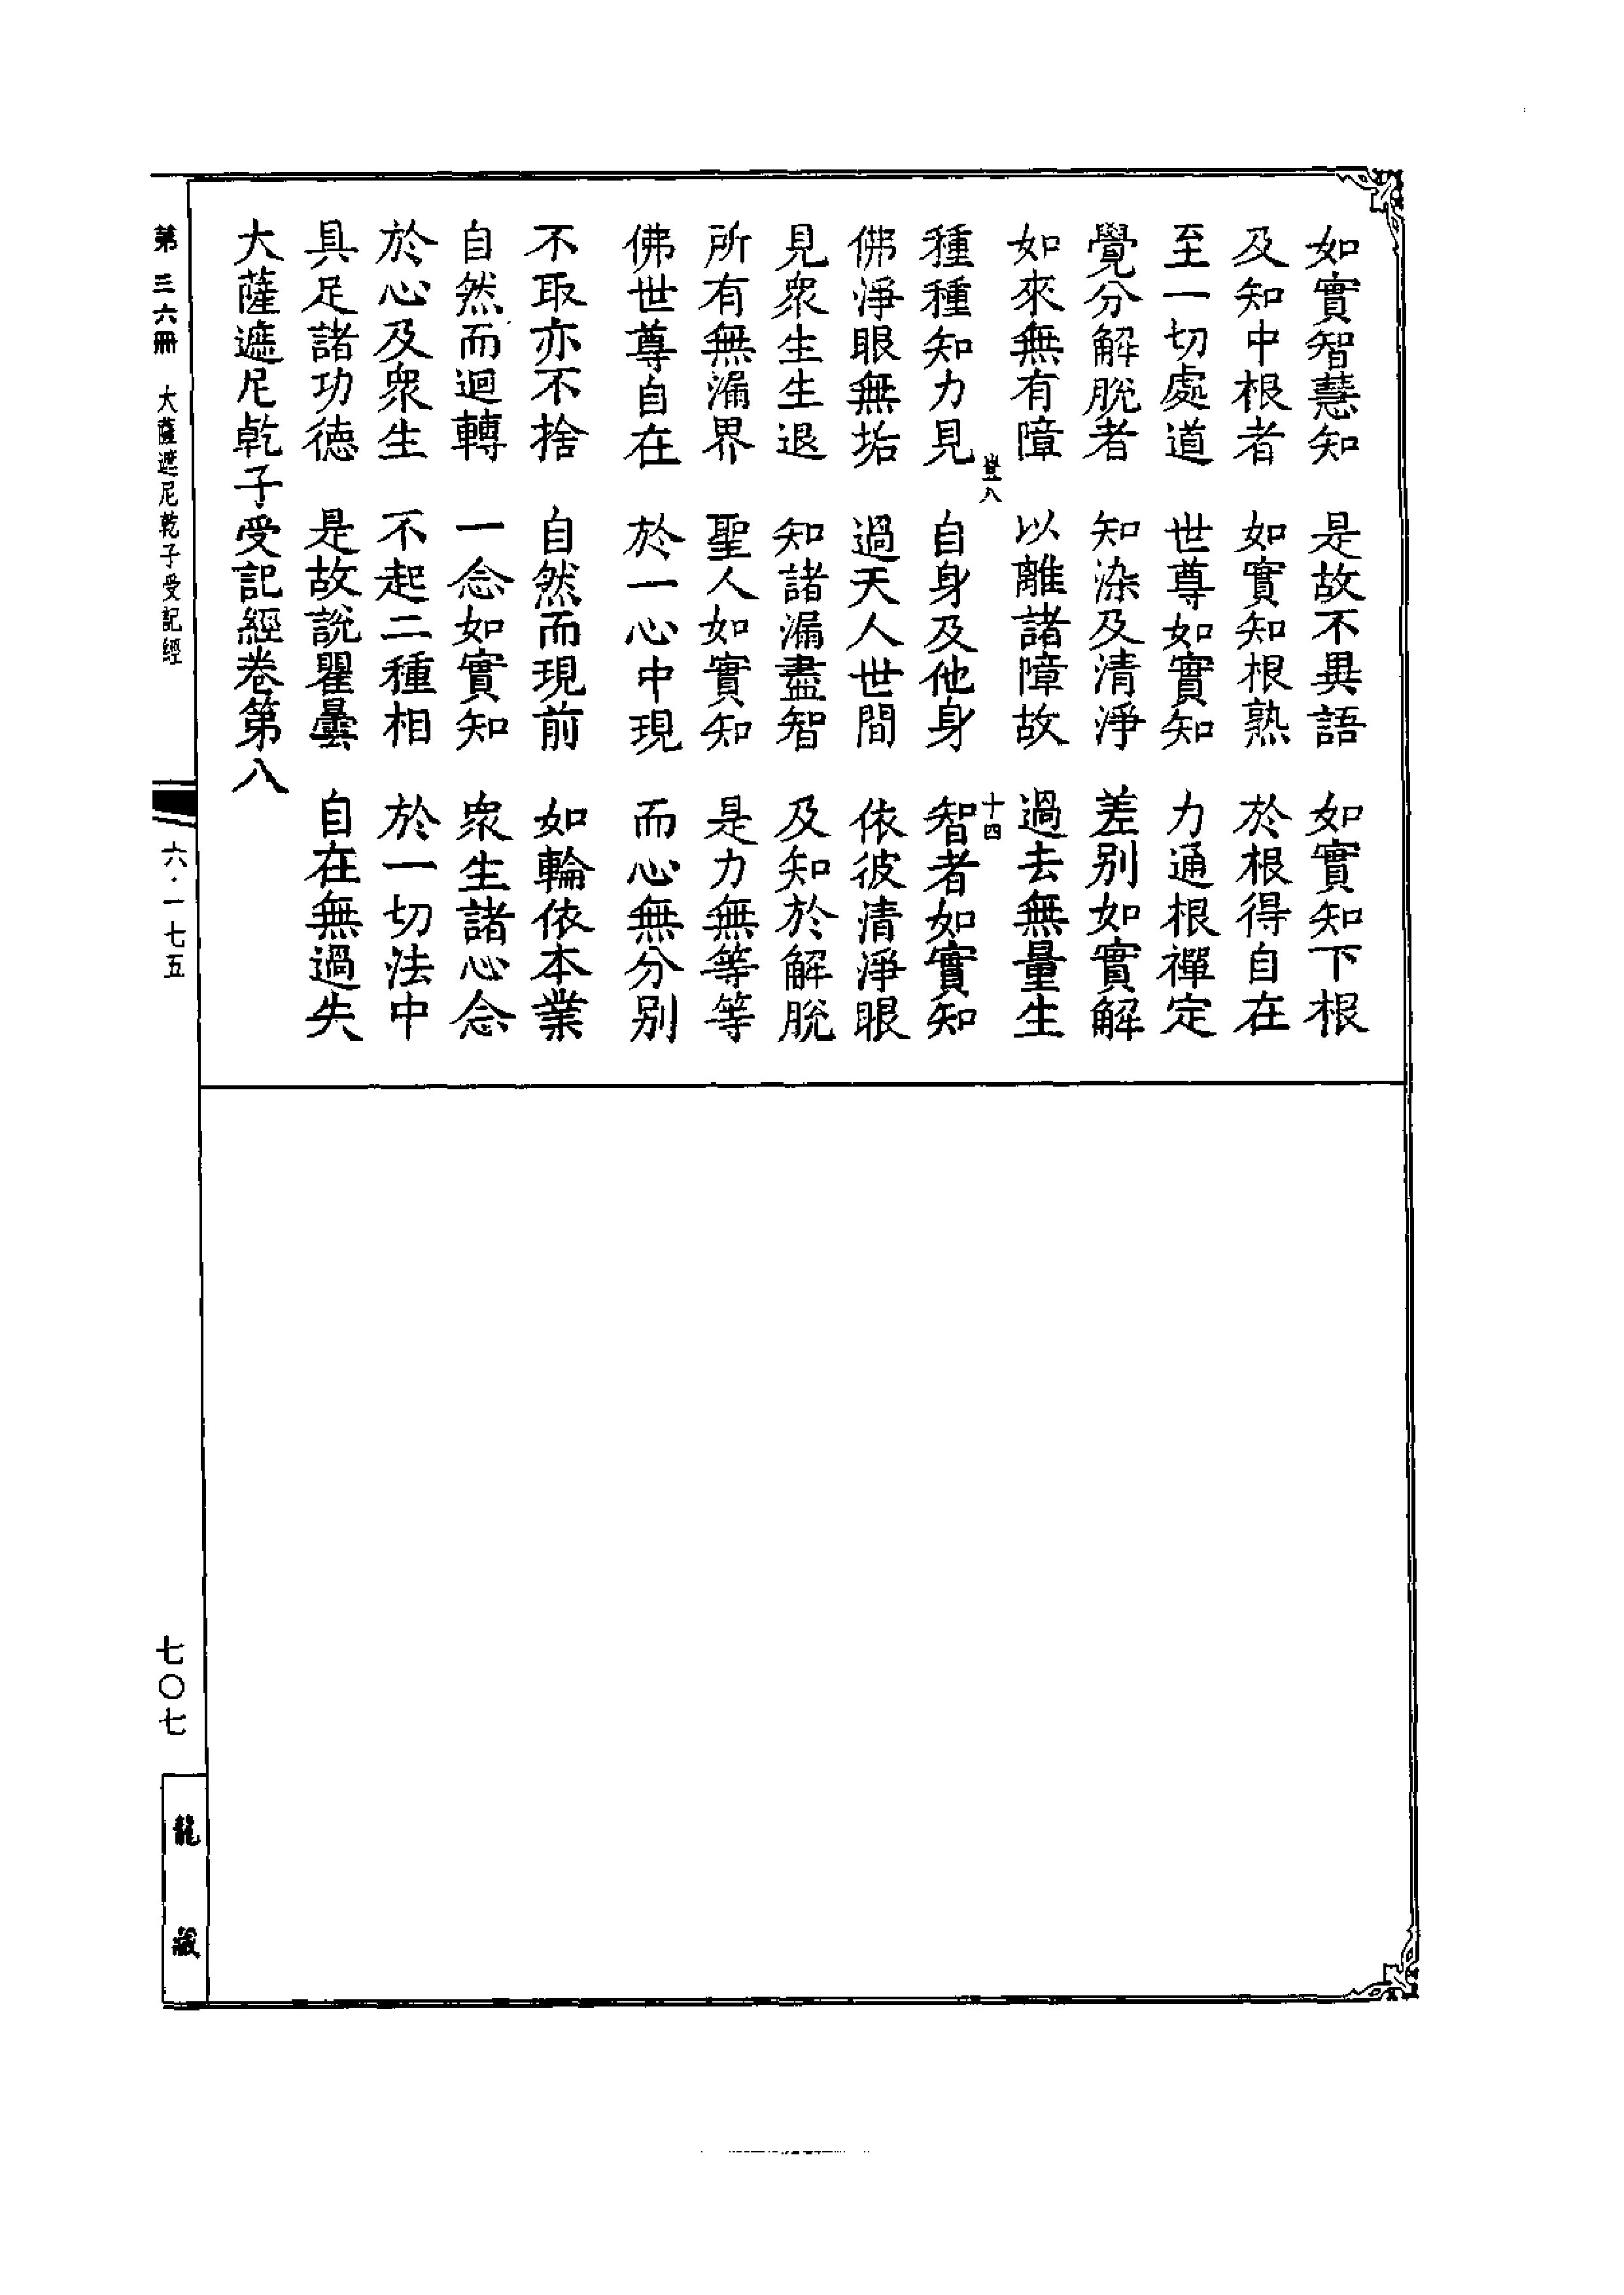 如實智慧知　是故不異語　如實知下根
及知中根者　如實知根熟　於根得自在
至一切處道　世尊如實知　力通根禪定
覺分解脫者　知染及清淨　差別如實解
如來無有障　以離諸障故　過去無量生
豈八　十四
種種知力見　自身及他身　智者如實知
佛淨眼無垢　過天人世間　依彼清淨眼
見眾生生退　知諸漏盡智　及知於解脫
所有無漏界　聖人如實知　是力無等等
佛世尊自在　於一心中現　而心無分別
不取亦不捨　自然而現前　如輪依本業
自然而迴轉　一念如實知　眾生諸心念
於心及眾生　不起二種相　於一切法中
具足諸功德　是故說瞿曇　自在無過失
大薩遮尼乾子受記經卷第八
第三六冊　大薩遮尼乾子受記經　六·一七五　七〇七
龍藏